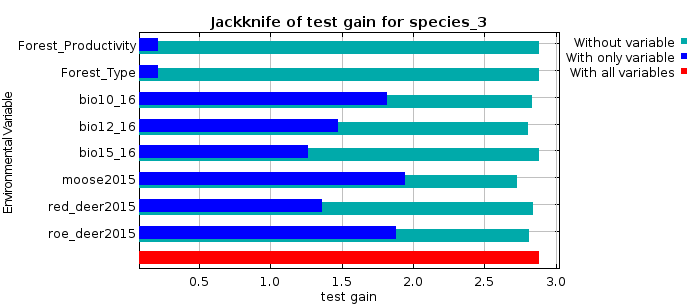 Jackknife of test gain for species_3
Environmental Variable
Forest_Productivity
Forest_Type
bio10_16
bio12_16
bio15_16
moose2015
red_deer2015
roe_deer2015
0.5 1.0 1.5 2.0 2.5 3.0
test gain
Without variable
With only variable
With all variables